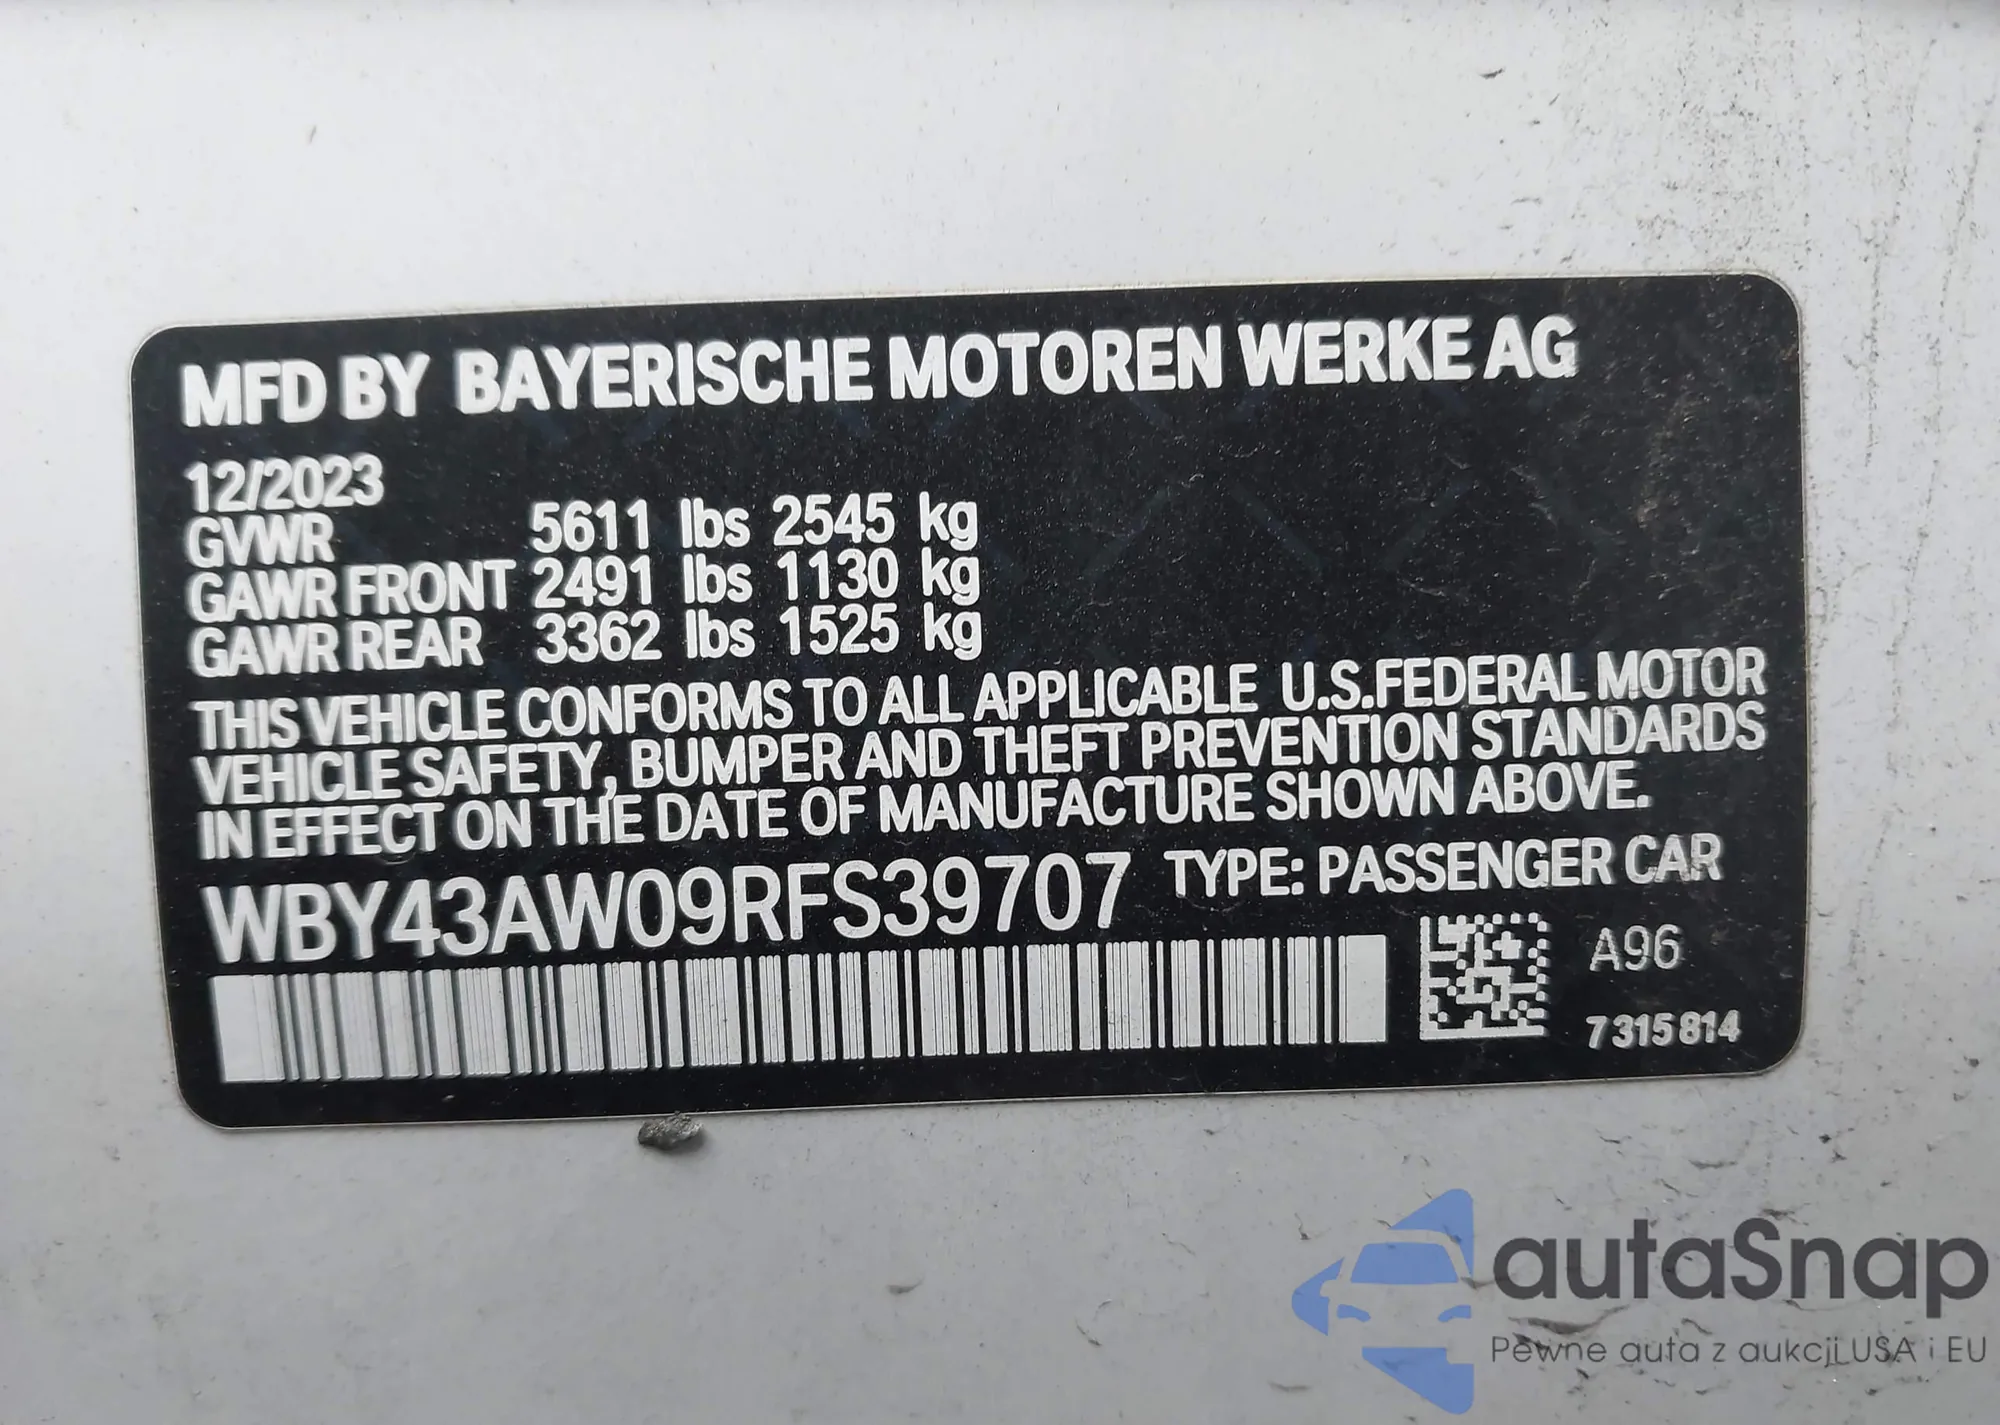 MFD BY BAYERISCHE MOTOREN WERKE AG
12/2023
GVWR 5611 lbs 2545 kg
GAWR FRONT 2491 lbs 1130 kg
GAWR REAR 3362 lbs 1525 kg
THIS VEHICLE CONFORMS TO ALL APPLICABLE U.S.FEDERAL MOTOR
VEHICLE SAFETY, BUMPER AND THEFT PREVENTION STANDARDS
IN EFFECT ON THE DATE OF MANUFACTURE SHOWN ABOVE.
WBY43AW09RFS39707 TYPE: PASSENGER CAR
A96
7315814
autaSnap
Pewne auta z aukcji USA i EU